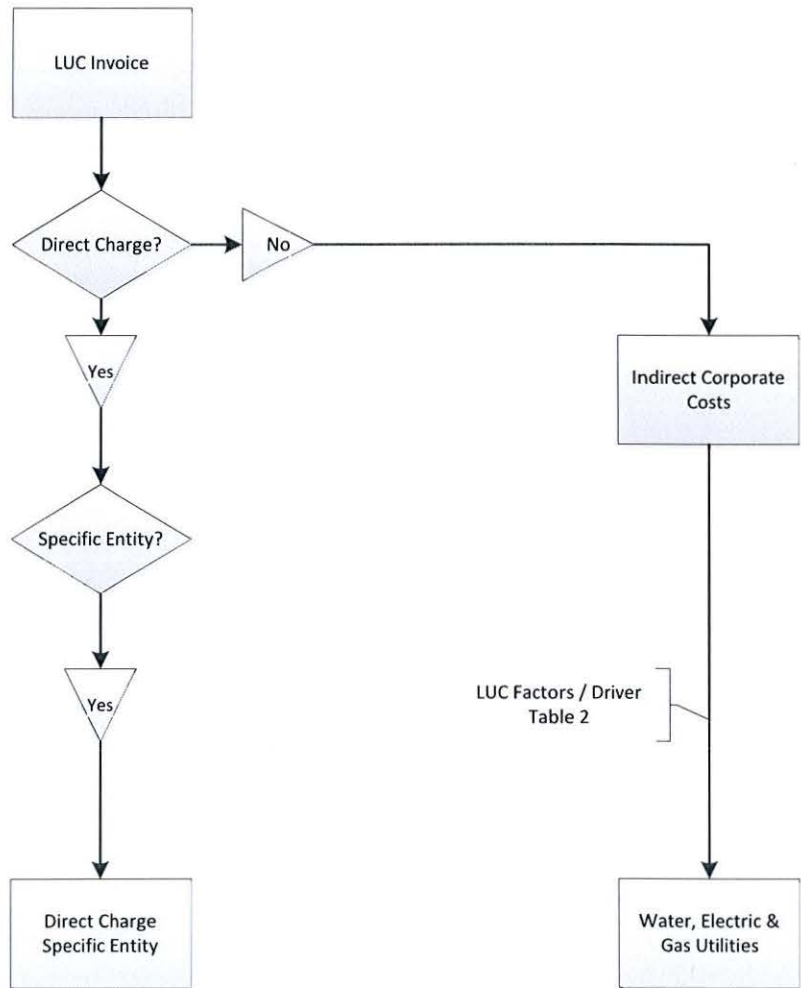 LUC Invoice
Direct Charge?
No
Yes
Indirect Corporate
Costs
Specific Entity?
Yes
LUC Factors / Driver
Table 2
Direct Charge
Specific Entity
Water, Electric &
Gas Utilities